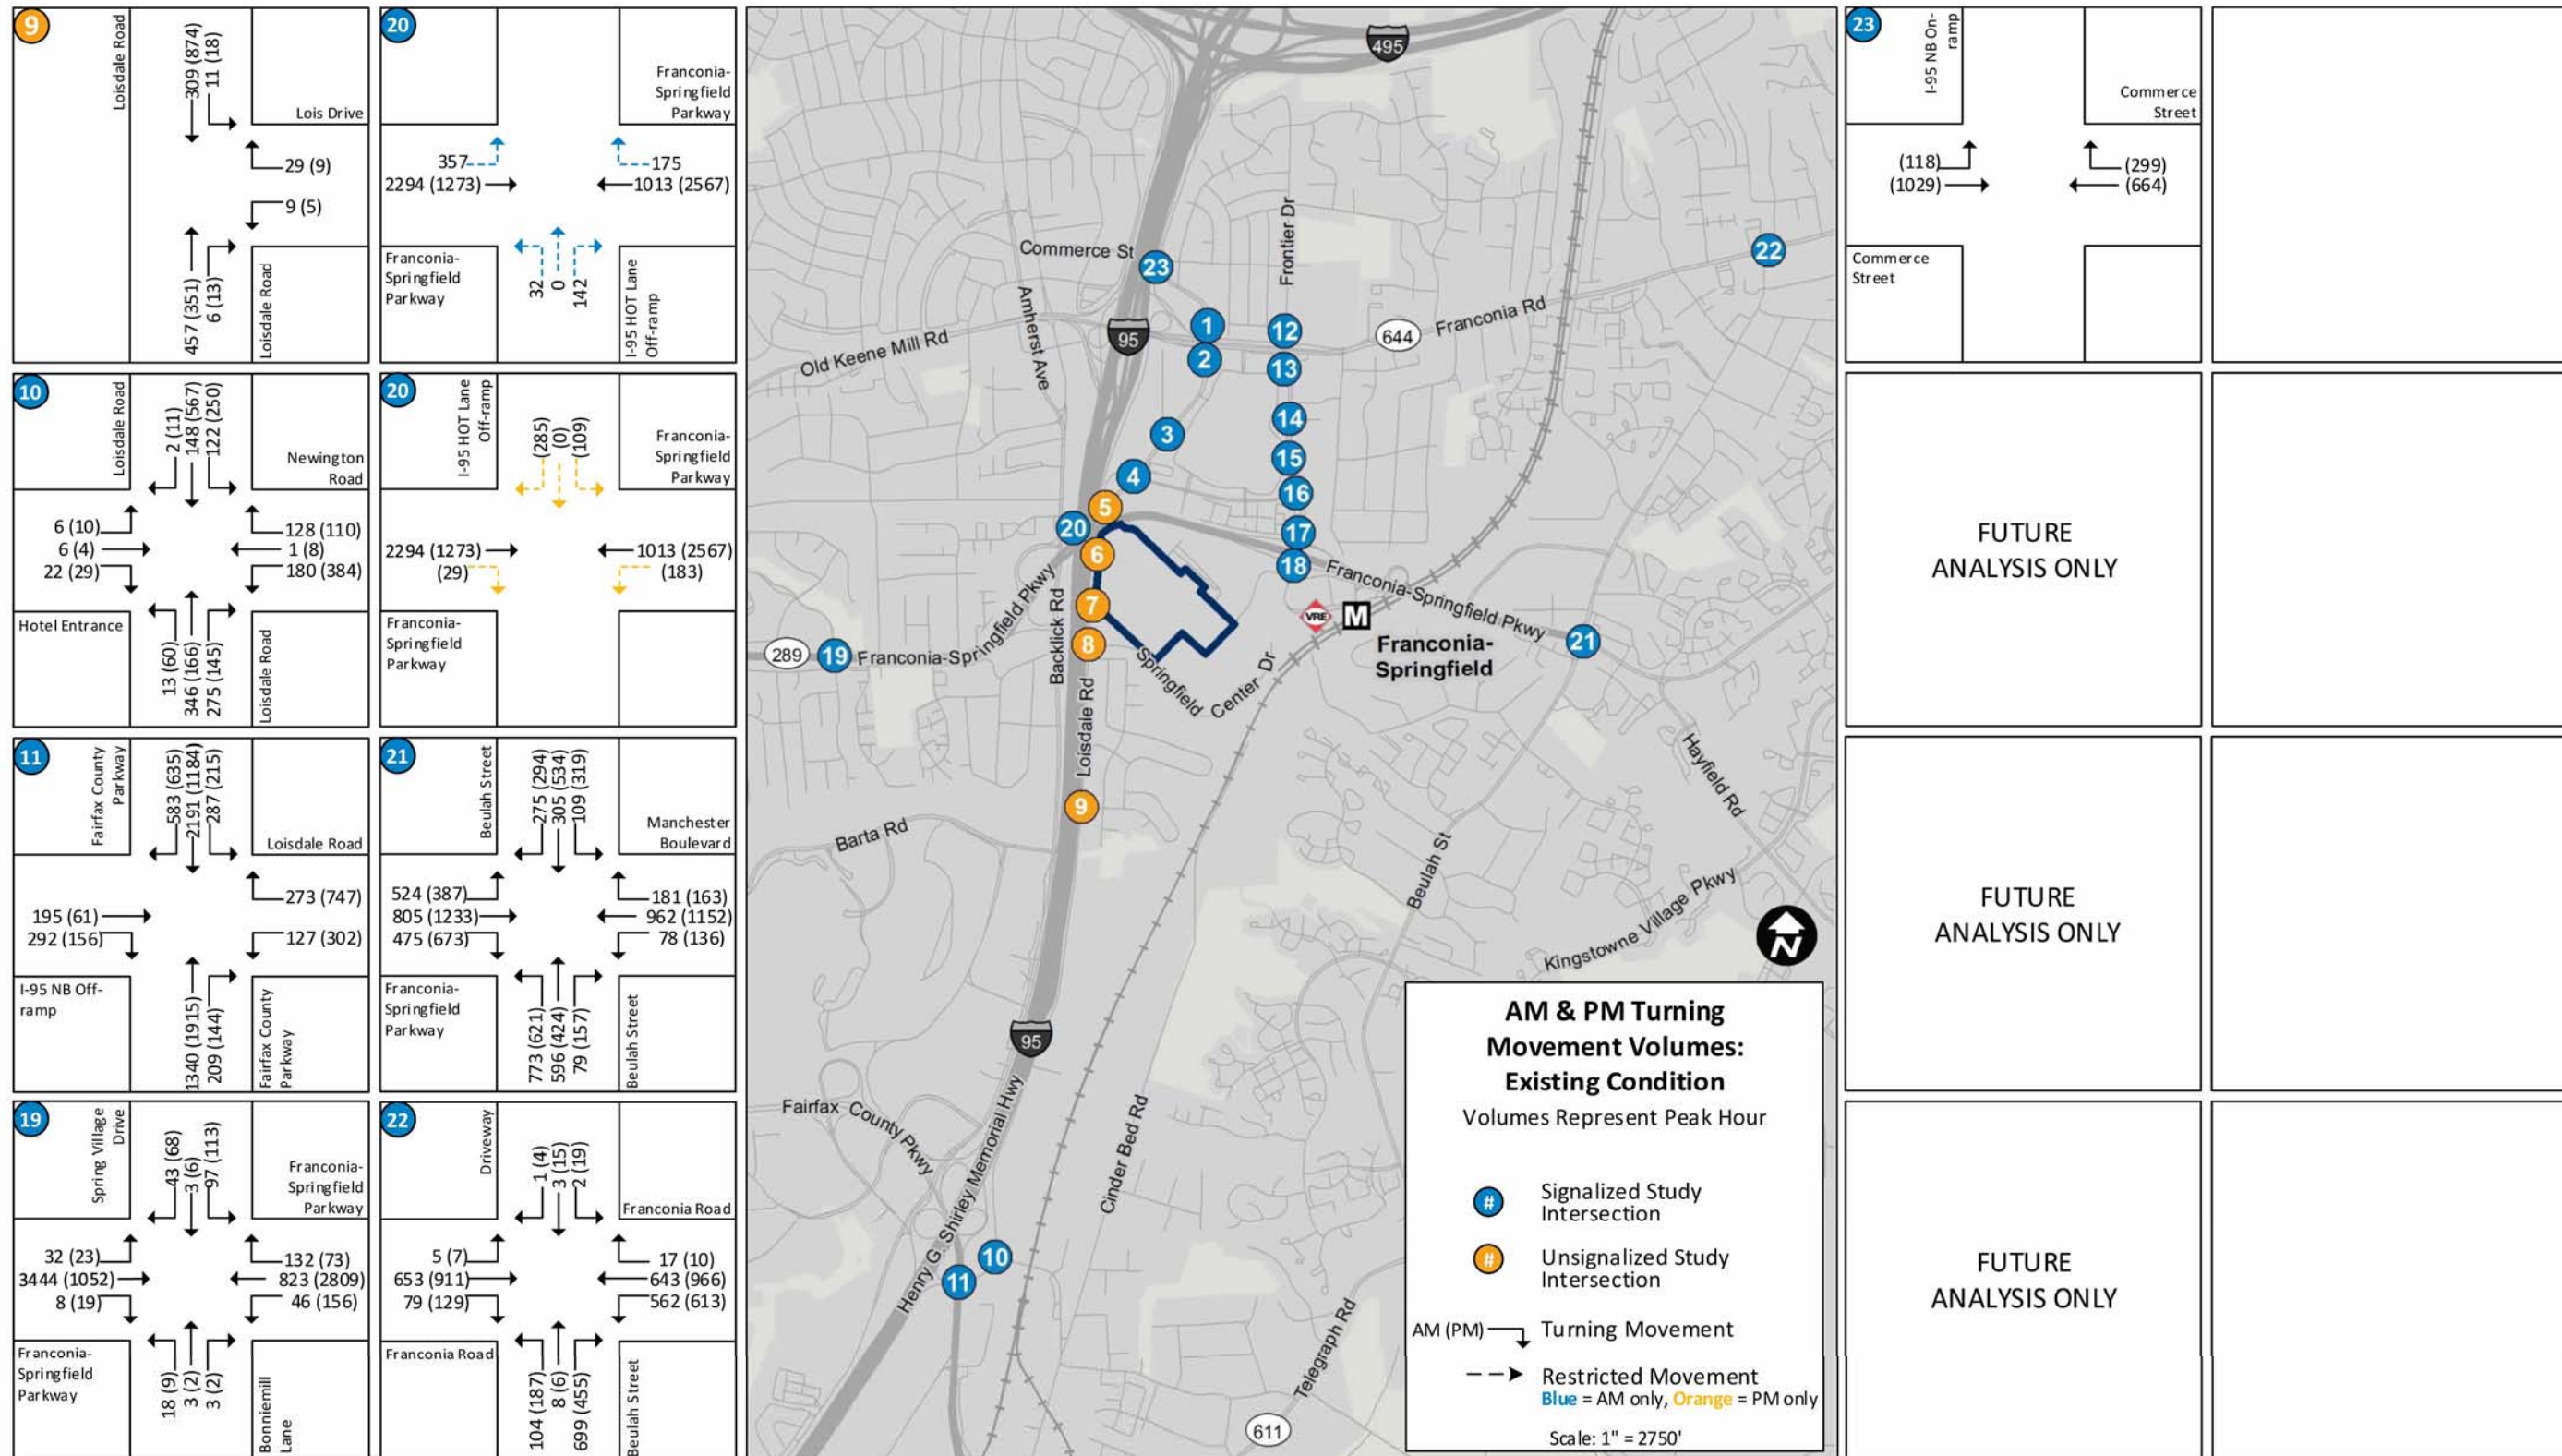 9
Loisdale Road
309 (874)
11 (18)
Lois Drive
29 (9)
9 (5)
457 (351)
6 (13)
Loisdale Road
20
Franconia-
Springfield
Parkway
357
2294 (1273)
175
1013 (2567)
Franconia-
Springfield
Parkway
32
0
142
I-95 HOT Lane
Off-ramp
10
Loisdale Road
2 (11)
148 (567)
122 (250)
Newington
Road
6 (10)
6 (4)
22 (29)
128 (110)
1 (8)
180 (384)
Hotel Entrance
13 (60)
346 (166)
275 (145)
Loisdale Road
20
I-95 HOT Lane
Off-ramp
(285)
(0)
(109)
Franconia-
Springfield
Parkway
2294 (1273)
(29)
1013 (2567)
(183)
Franconia-
Springfield
Parkway
11
Fairfax County
Parkway
583 (635)
2191 (1184)
287 (215)
Loisdale Road
195 (61)
292 (156)
273 (747)
127 (302)
I-95 NB Off-
ramp
1340 (1915)
209 (144)
Fairfax County
Parkway
21
Beulah Street
275 (294)
305 (534)
109 (319)
Manchester
Boulevard
524 (387)
805 (1233)
475 (673)
181 (163)
962 (1152)
78 (136)
Franconia-
Springfield
Parkway
773 (621)
596 (424)
79 (157)
Beulah Street
19
Spring Village
Drive
43 (68)
3 (6)
97 (113)
Franconia-
Springfield
Parkway
32 (23)
3444 (1052)
8 (19)
132 (73)
823 (2809)
46 (156)
Franconia-
Springfield
Parkway
18 (9)
3 (2)
3 (2)
Bonniemill
Lane
22
Driveway
1 (4)
3 (15)
2 (19)
Franconia Road
5 (7)
653 (911)
79 (129)
17 (10)
643 (966)
562 (613)
Franconia Road
104 (187)
8 (6)
699 (455)
Beulah Street
495
Commerce St
23
Frontier Dr
22
Amherst Ave
95
1
2
12
13
644
Franconia Rd
Old Keene Mill Rd
14
3
15
4
16
5
20
17
6
18
Franconia-Springfield Pkwy
7
VRE
M
Franconia-
Springfield
8
21
289
19
Franconia-Springfield Pkwy
Backlick Rd
Springfield Center Dr
Loisdale Rd
9
Barta Rd
Hayfield Rd
Beulah St
Kingstowne Village Pkwy
N
95
Fairfax County Pkwy
Henry G. Shirley Memorial Hwy
Cinder Bed Rd
10
11
Telegraph Rd
611
AM & PM Turning
Movement Volumes:
Existing Condition
Volumes Represent Peak Hour
# Signalized Study
Intersection
# Unsignalized Study
Intersection
AM (PM) Turning Movement
Restricted Movement
Blue = AM only, Orange = PM only
Scale: 1" = 2750'
23
I-95 NB On-
ramp
Commerce
Street
(118)
(1029)
(299)
(664)
Commerce
Street
FUTURE
ANALYSIS ONLY
FUTURE
ANALYSIS ONLY
FUTURE
ANALYSIS ONLY